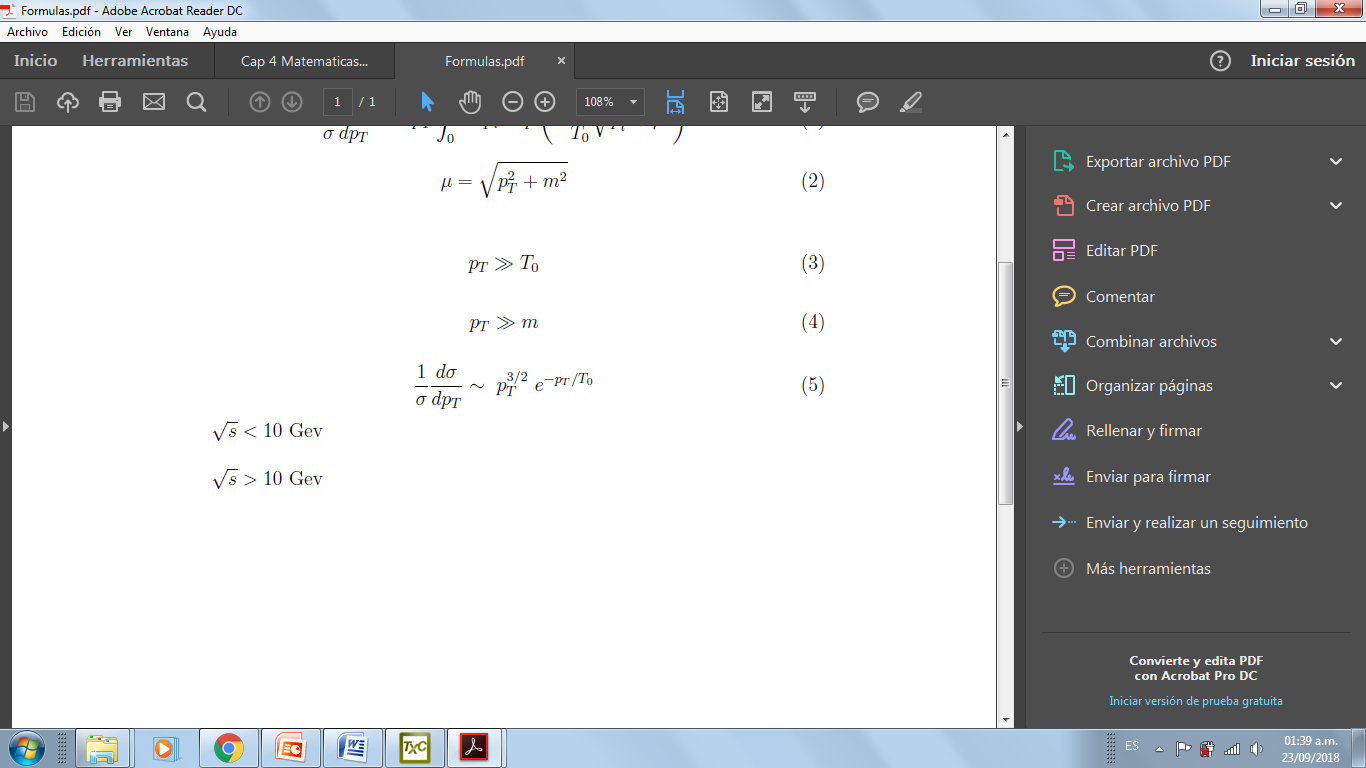 Formulas.pdf - Adobe Acrobat Reader DC
Archivo Edición Ver Ventana Ayuda
Inicio Herramientas Cap 4 Matematicas... Formulas.pdf × ? Iniciar sesión
1 / 1 108%
σ dp_T ∫_0 T_0
μ = √(p_T^2 + m^2) (2)
p_T ≫ T_0 (3)
p_T ≫ m (4)
1/σ dσ/dp_T ∼ p_T^{3/2} e^{−p_T/T_0} (5)
√s < 10 Gev
√s > 10 Gev
Exportar archivo PDF
Crear archivo PDF
Editar PDF
Comentar
Combinar archivos
Organizar páginas
Rellenar y firmar
Enviar para firmar
Enviar y realizar un seguimiento
Más herramientas
Convierte y edita PDF
con Acrobat Pro DC
Iniciar versión de prueba gratuita
TXC
ES
01:39 a.m.
23/09/2018